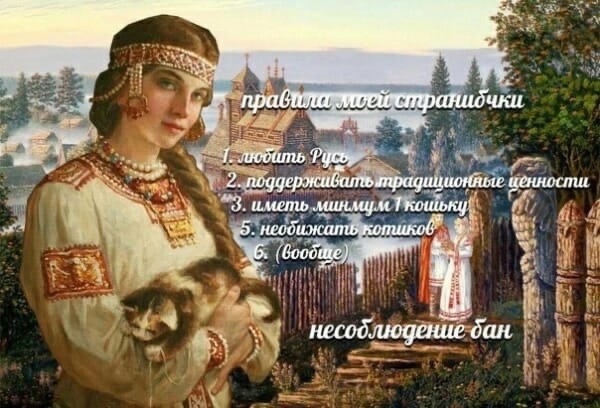 правила моей транибчки
1. любить Русь
2. поддерживать традиционные ценности
3. иметь минмум 1 кошьку
5. необижать котиков
6. (вообще)
несоблюдение бан